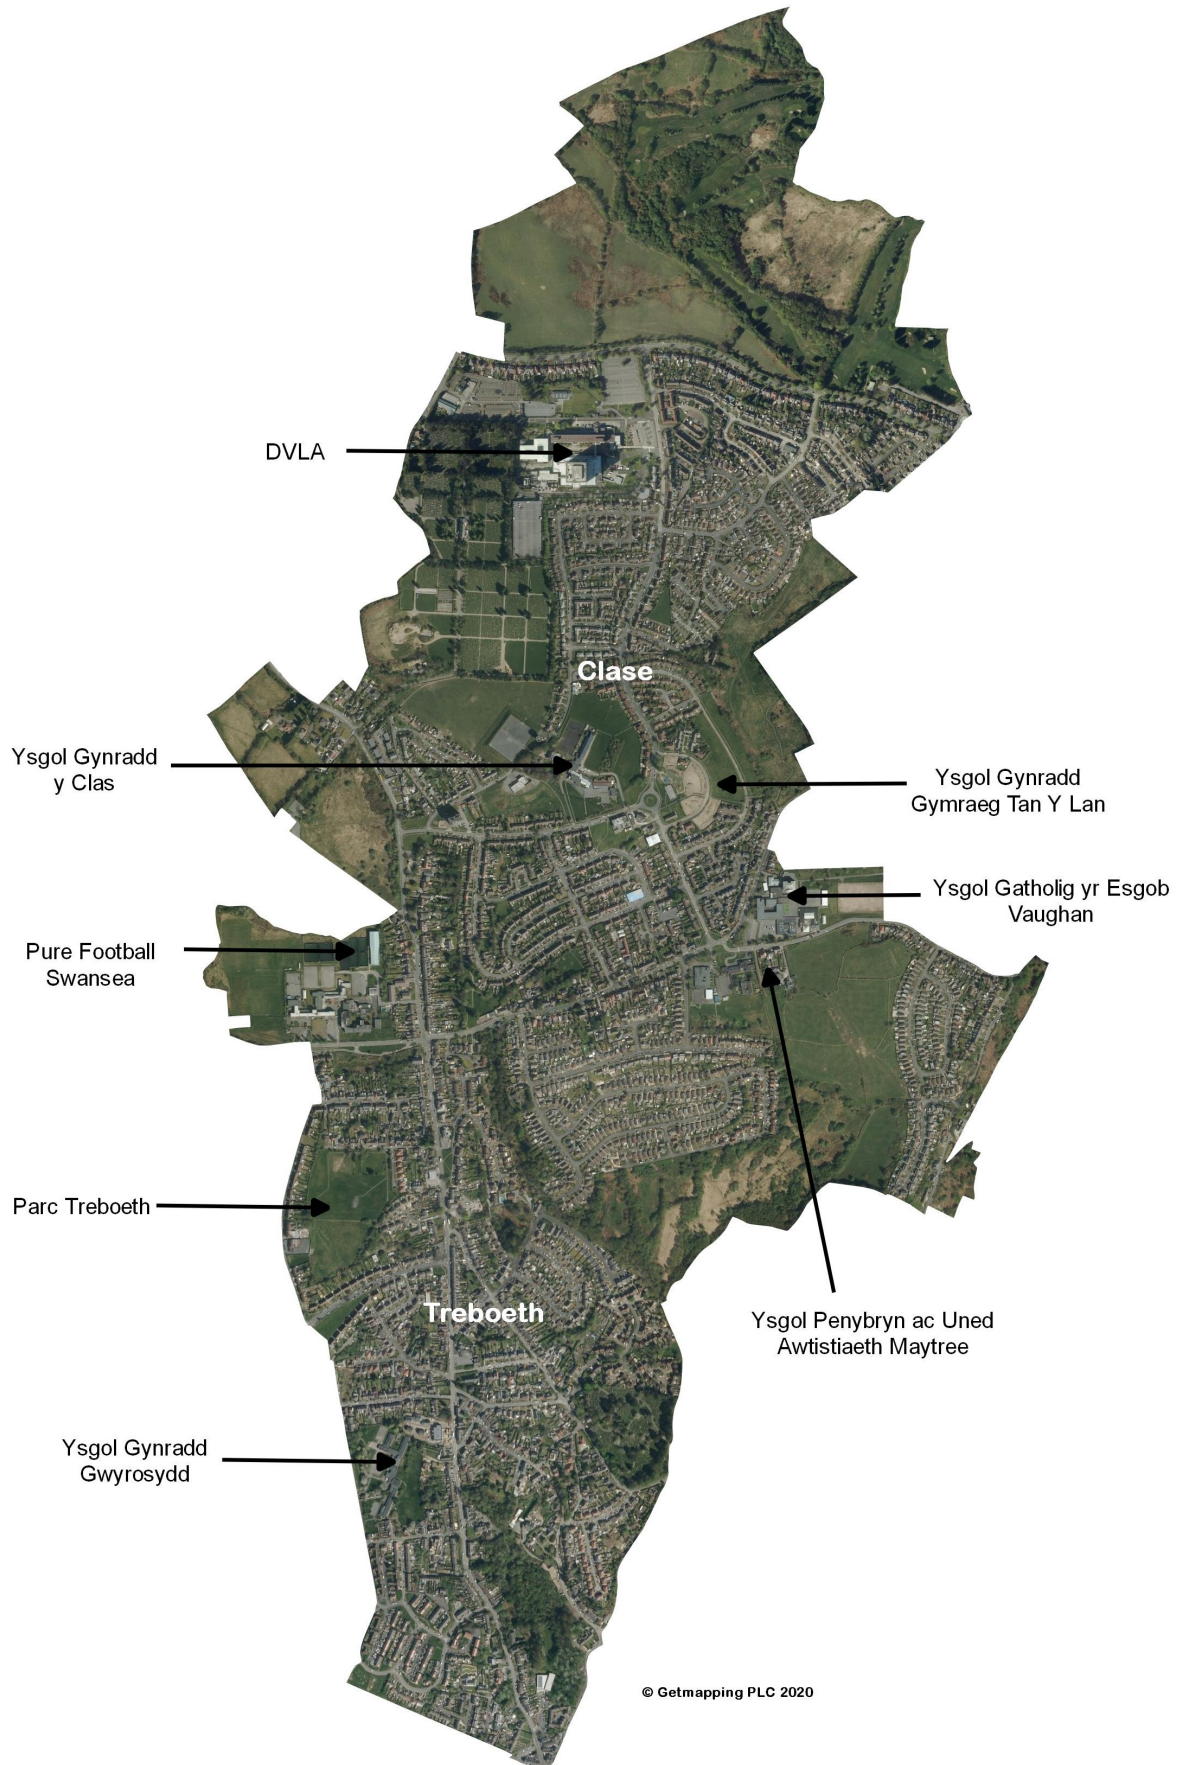 DVLA
Clase
Ysgol Gynradd
y Clas
Ysgol Gynradd
Gymraeg Tan Y Lan
Ysgol Gatholig yr Esgob
Vaughan
Pure Football
Swansea
Parc Treboeth
Treboeth
Ysgol Penybryn ac Uned
Awtistiaeth Maytree
Ysgol Gynradd
Gwyrosydd
© Getmapping PLC 2020